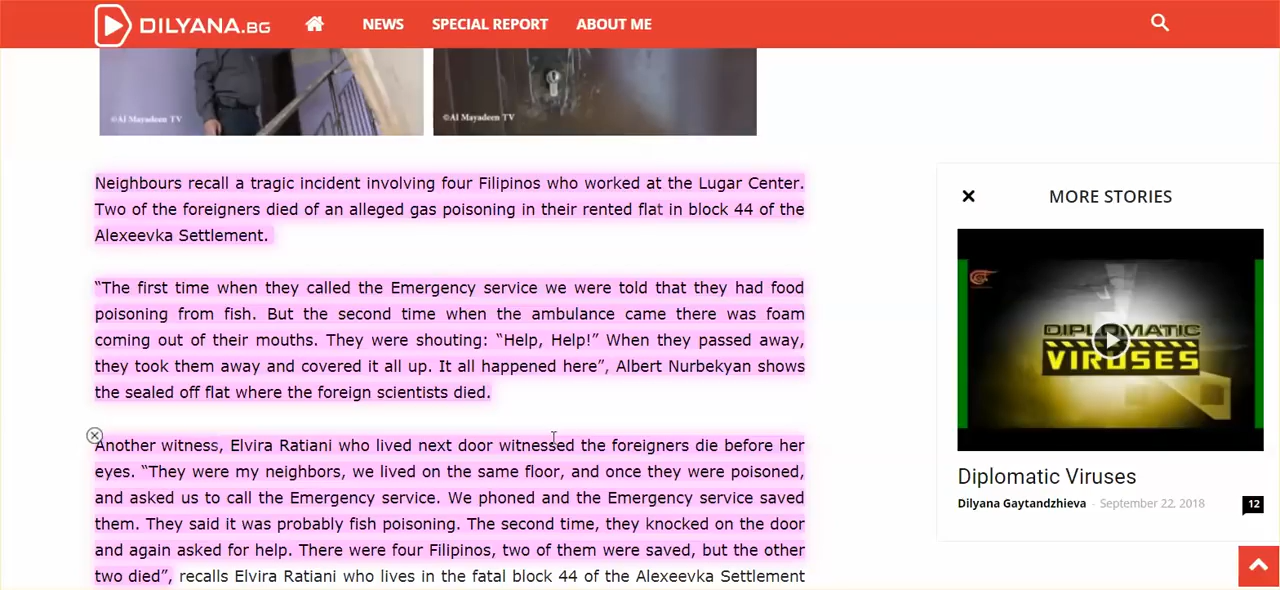 DILYANA.BG
NEWS
SPECIAL REPORT
ABOUT ME
©Al Mayadeen TV
©Al Mayadeen TV
Neighbours recall a tragic incident involving four Filipinos who worked at the Lugar Center.
Two of the foreigners died of an alleged gas poisoning in their rented flat in block 44 of the
Alexeevka Settlement.
“The first time when they called the Emergency service we were told that they had food
poisoning from fish. But the second time when the ambulance came there was foam
coming out of their mouths. They were shouting: “Help, Help!” When they passed away,
they took them away and covered it all up. It all happened here”, Albert Nurbekyan shows
the sealed off flat where the foreign scientists died.
Another witness, Elvira Ratiani who lived next door witnessed the foreigners die before her
eyes. “They were my neighbors, we lived on the same floor, and once they were poisoned,
and asked us to call the Emergency service. We phoned and the Emergency service saved
them. They said it was probably fish poisoning. The second time, they knocked on the door
and again asked for help. There were four Filipinos, two of them were saved, but the other
two died”, recalls Elvira Ratiani who lives in the fatal block 44 of the Alexeevka Settlement
MORE STORIES
DIPLOMATIC
VIRUSES
Diplomatic Viruses
Dilyana Gaytandzhieva - September 22, 2018
12